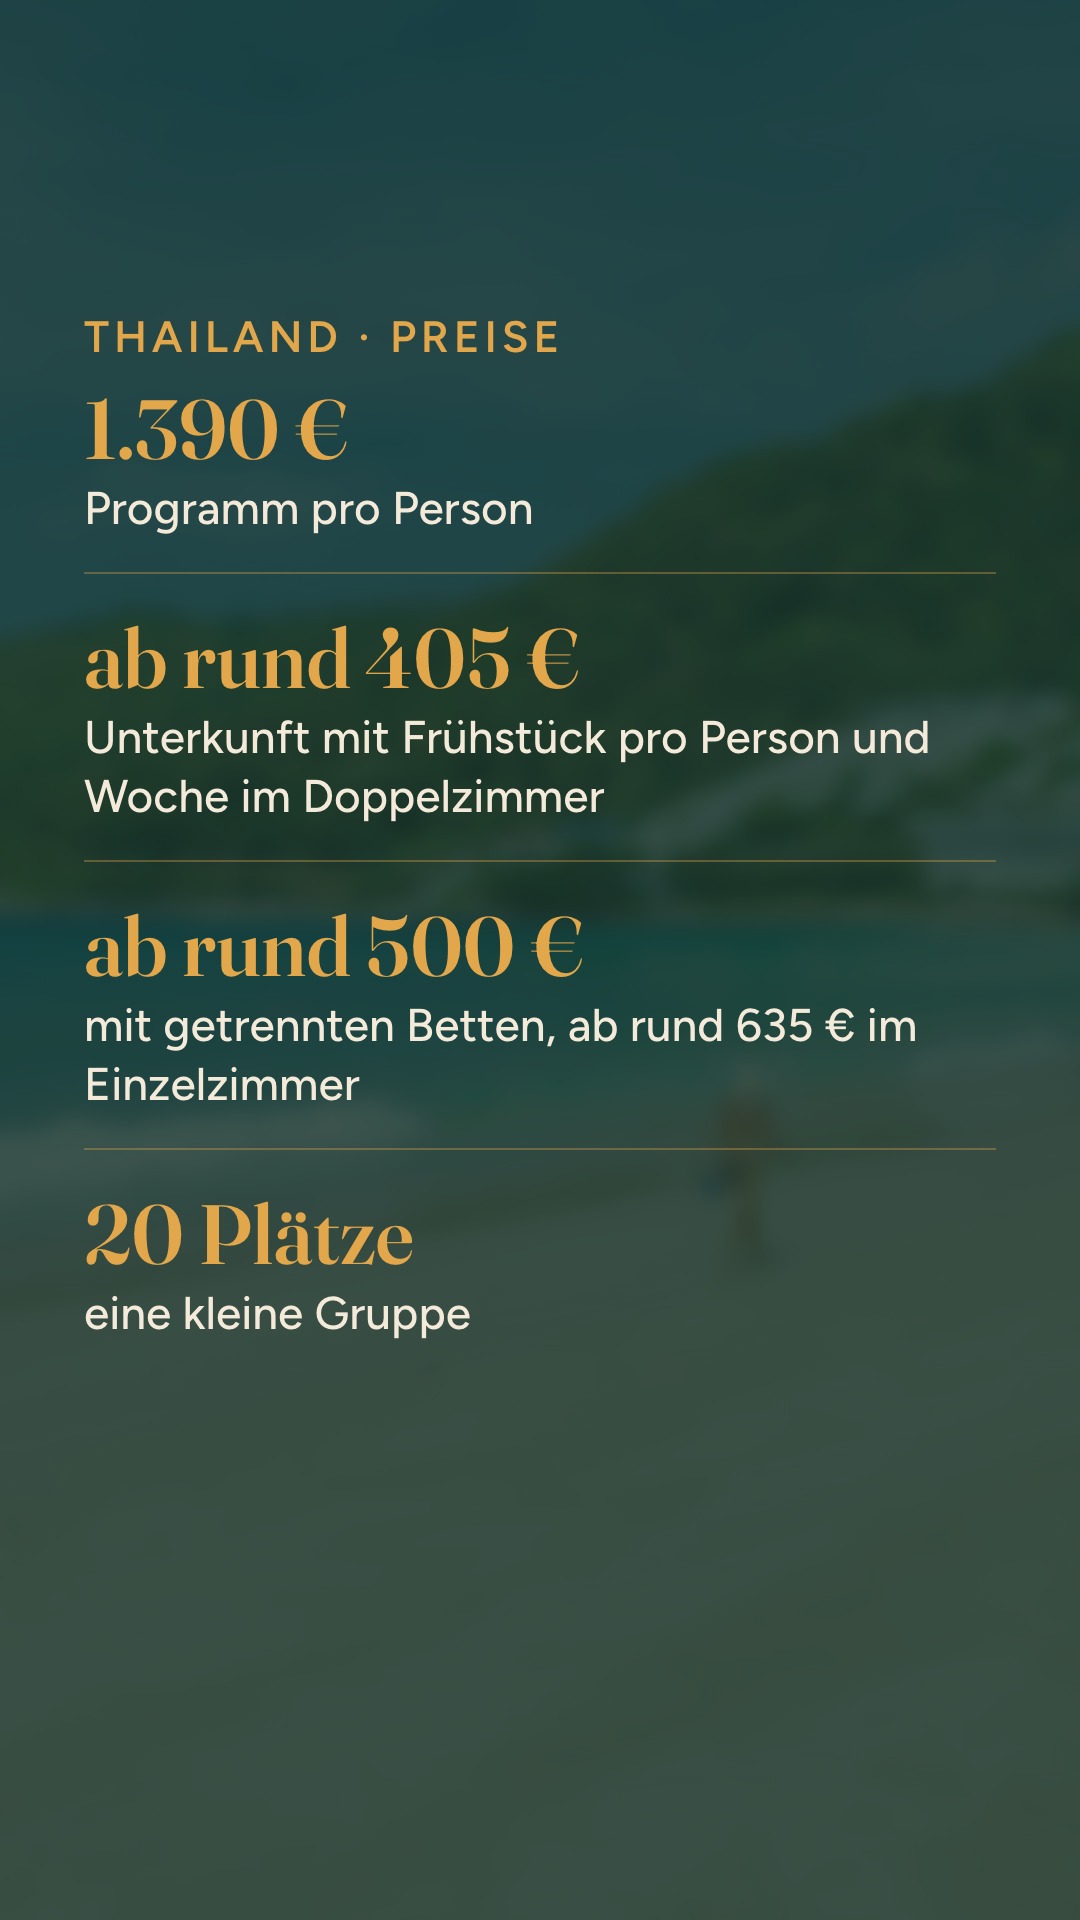 THAILAND · PREISE
1.390 €
Programm pro Person
ab rund 405 €
Unterkunft mit Frühstück pro Person und
Woche im Doppelzimmer
ab rund 500 €
mit getrennten Betten, ab rund 635 € im
Einzelzimmer
20 Plätze
eine kleine Gruppe